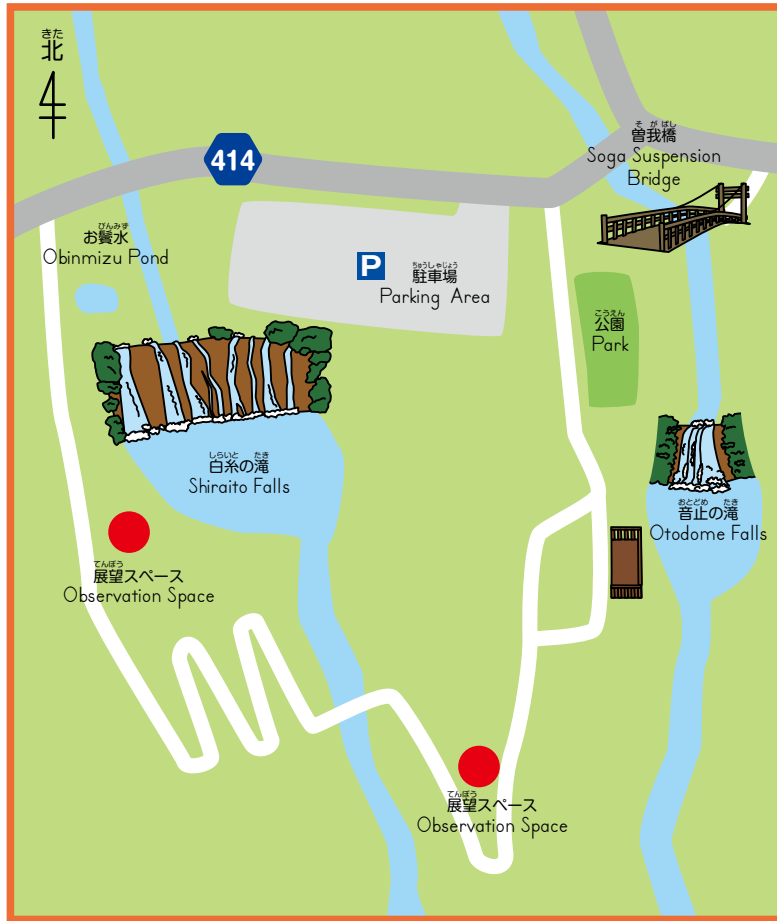 きた
北
414
そがばし
曽我橋
Soga Suspension
Bridge
びんみず
お鬢水
Obinmizu Pond
P
ちゅうしゃじょう
駐車場
Parking Area
こうえん
公園
Park
しらいと たき
白糸の滝
Shiraito Falls
おとどめ たき
音止の滝
Otodome Falls
てんぼう
展望スペース
Observation Space
てんぼう
展望スペース
Observation Space